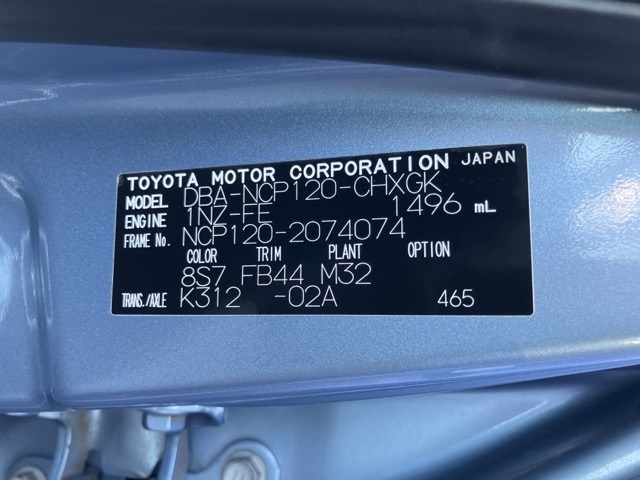 TOYOTA MOTOR CORPORATION JAPAN
MODEL DBA-NCP120-CHXGK
ENGINE 1NZ-FE 1496 mL
FRAME No. NCP120-2074074
COLOR TRIM PLANT OPTION
8S7 FB44 M32
TRANS./AXLE K312 -02A 465